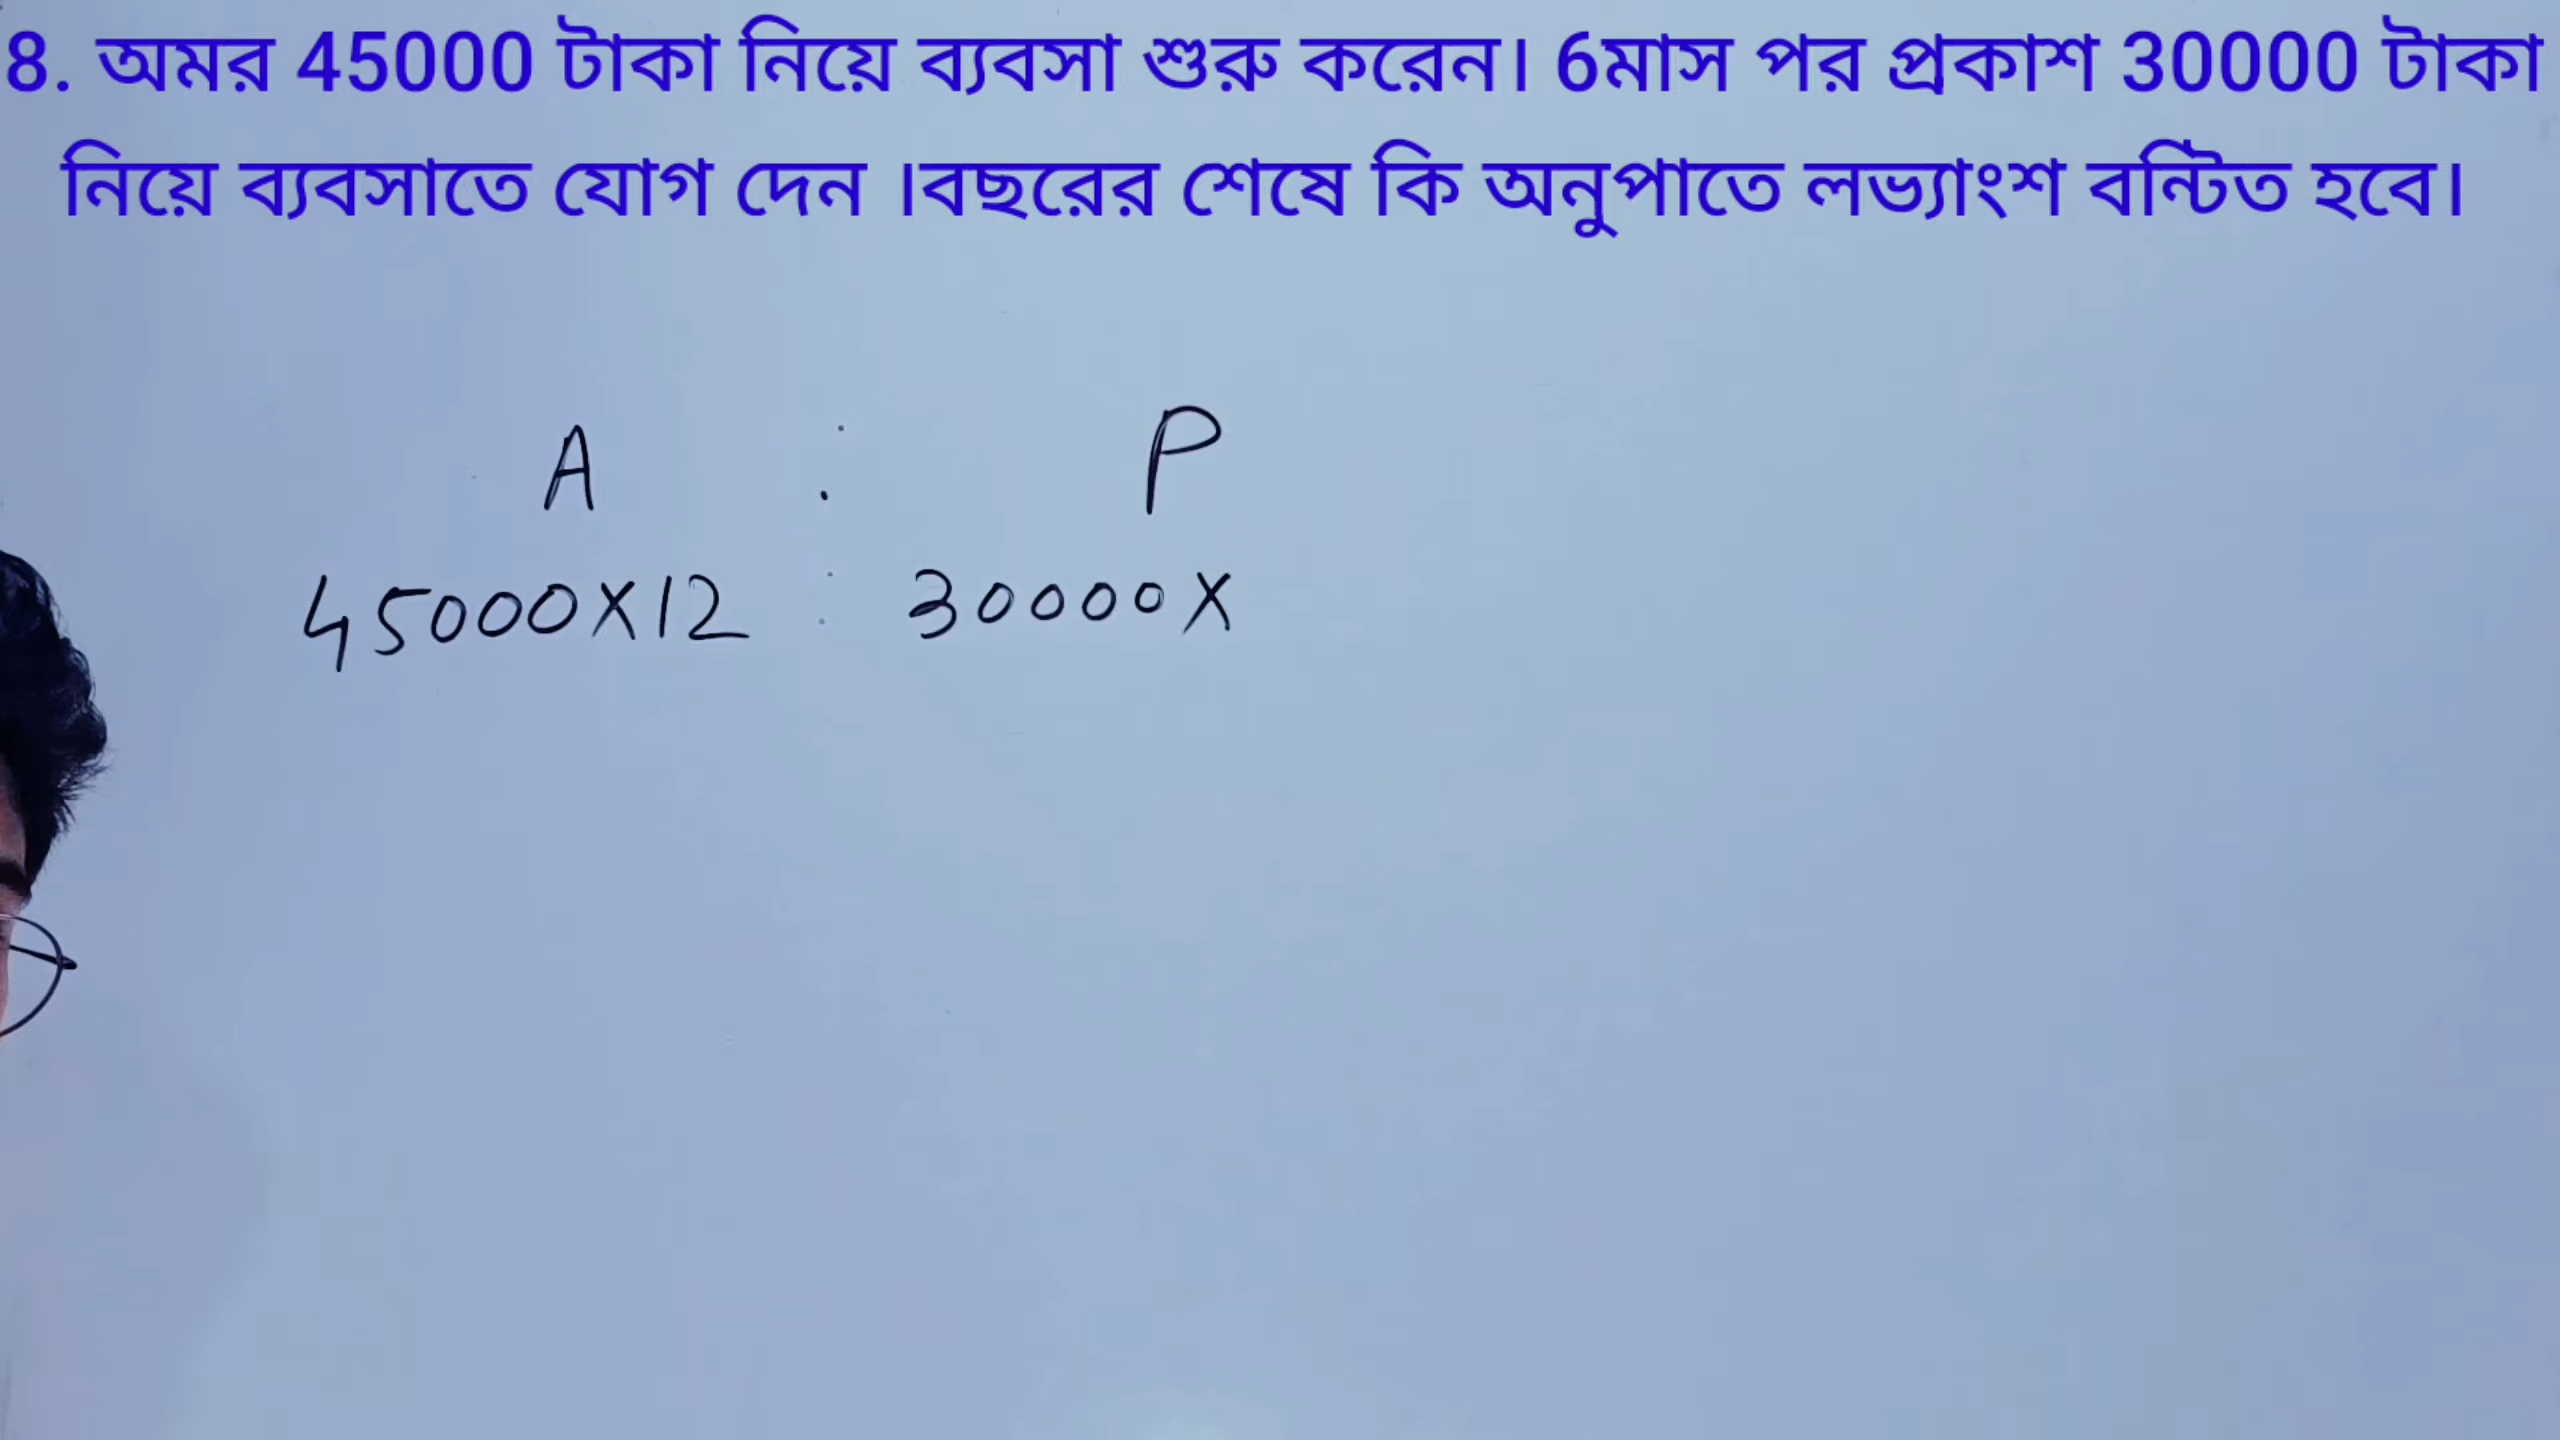 8. অমর 45000 টাকা নিয়ে ব্যবসা শুরু করেন। 6মাস পর প্রকাশ 30000 টাকা
নিয়ে ব্যবসাতে যোগ দেন ।বছরের শেষে কি অনুপাতে লভ্যাংশ বন্টিত হবে।
A : P
45000X12 : 30000X